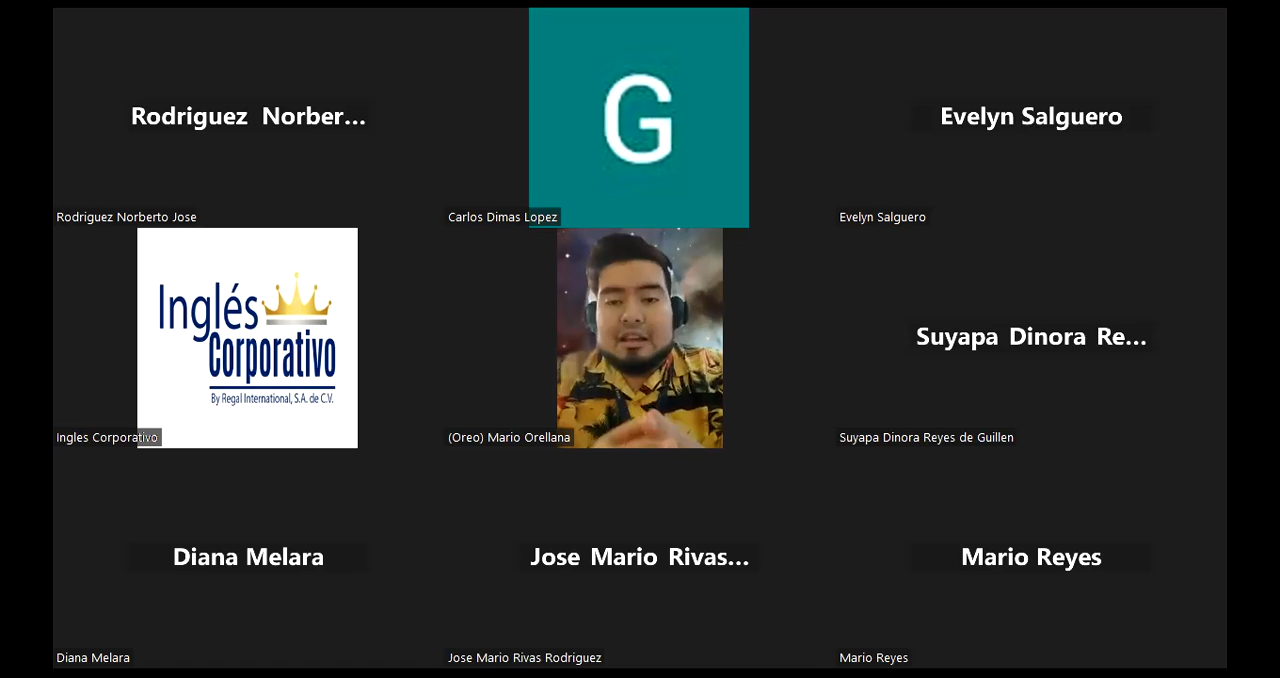 Rodriguez Norber...
Rodriguez Norberto Jose
G
Carlos Dimas Lopez
Evelyn Salguero
Evelyn Salguero
Inglés
Corporativo
By Regal International, S.A. de C.V.
Ingles Corporativo
(Oreo) Mario Orellana
Suyapa Dinora Re...
Suyapa Dinora Reyes de Guillen
Diana Melara
Diana Melara
Jose Mario Rivas...
Jose Mario Rivas Rodriguez
Mario Reyes
Mario Reyes